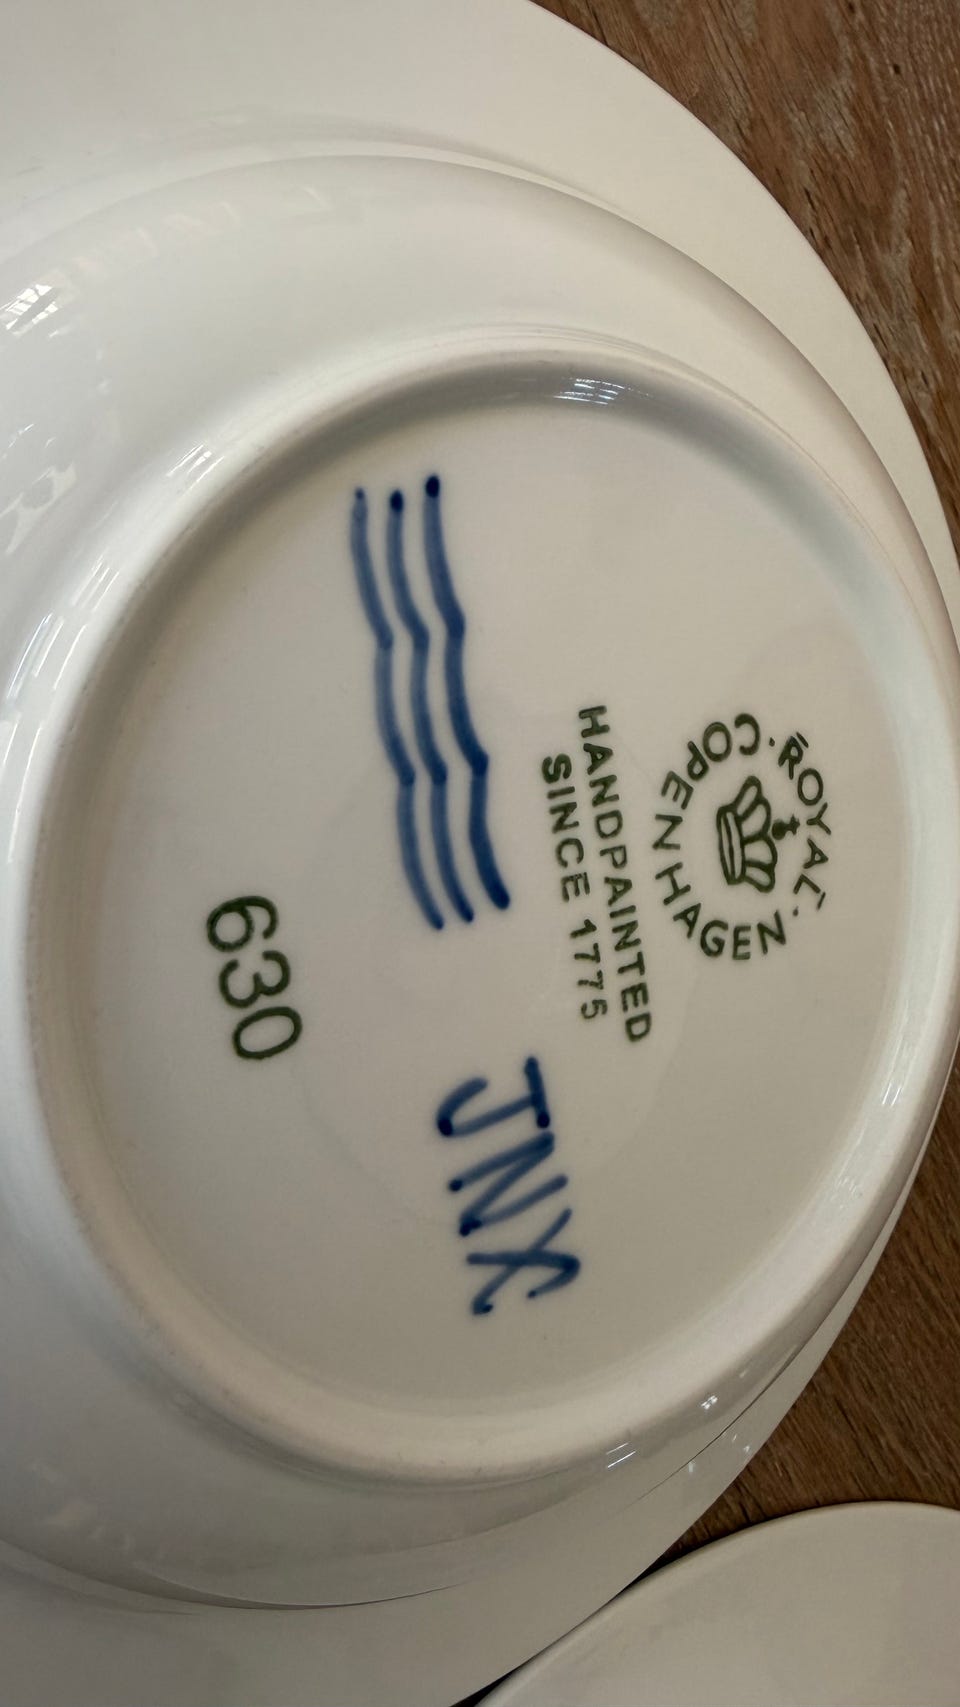 ROYAL
COPENHAGEN
HANDPAINTED
SINCE 1775
JNX
630